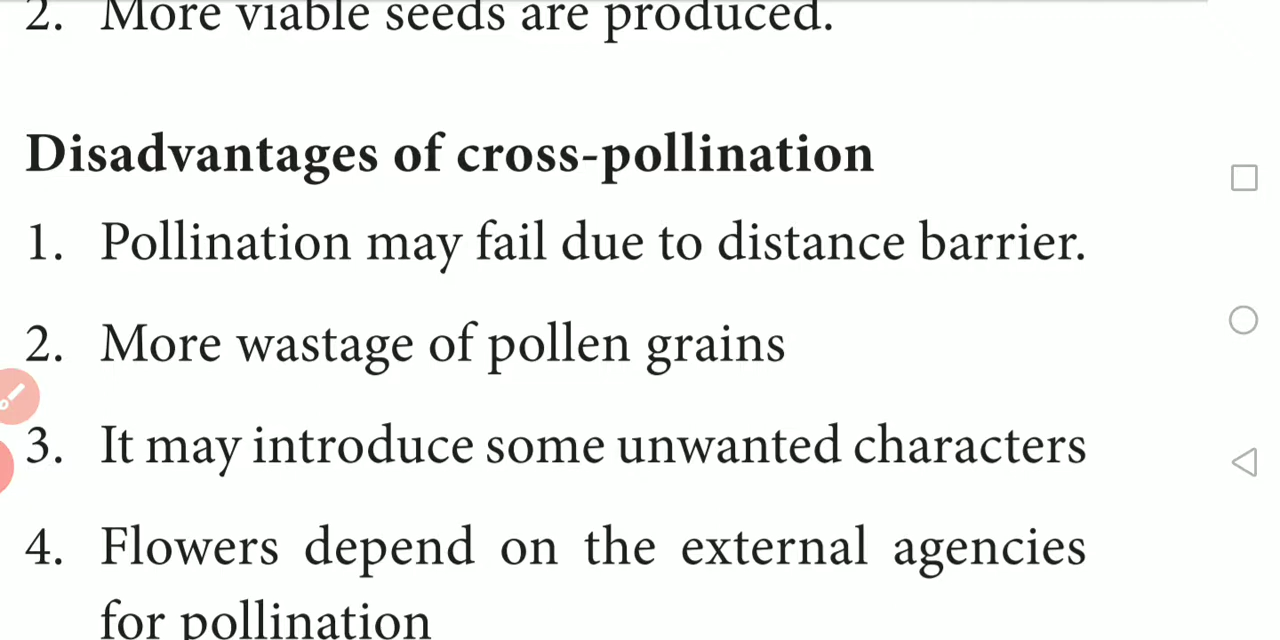 2. More viable seeds are produced.
Disadvantages of cross-pollination
1. Pollination may fail due to distance barrier.
2. More wastage of pollen grains
3. It may introduce some unwanted characters
4. Flowers depend on the external agencies
for pollination